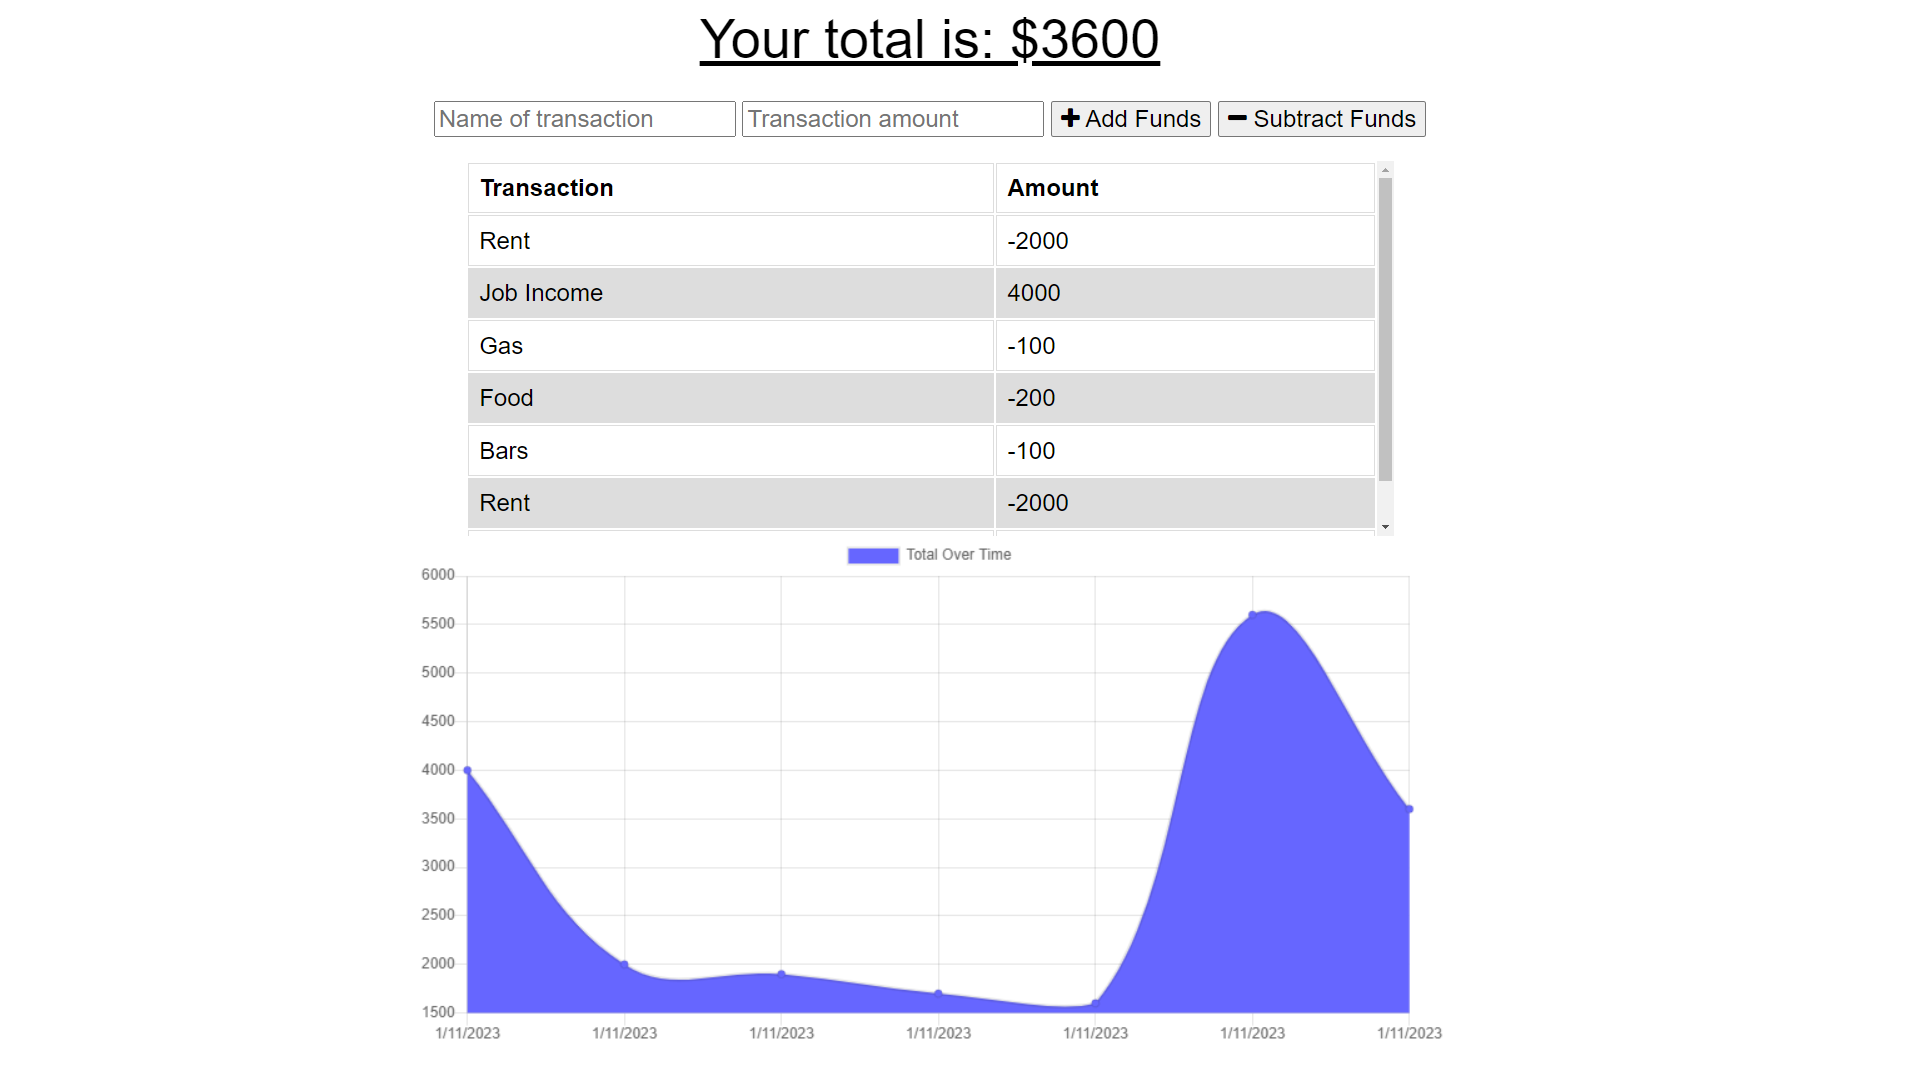 Your total is: $3600
Name of transaction Transaction amount Add Funds Subtract Funds
Transaction Amount
Rent -2000
Job Income 4000
Gas -100
Food -200
Bars -100
Rent -2000
Total Over Time
6000
5500
5000
4500
4000
3500
3000
2500
2000
1500
1/11/2023 1/11/2023 1/11/2023 1/11/2023 1/11/2023 1/11/2023 1/11/2023